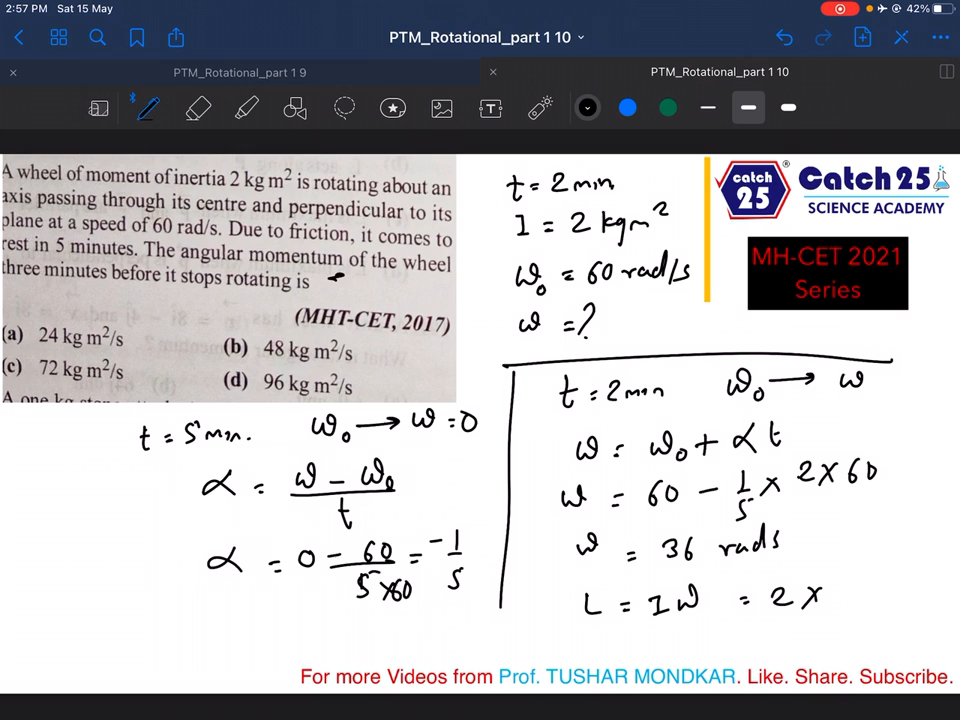 2:57 PM Sat 15 May
42%
PTM_Rotational_part 1 10
PTM_Rotational_part 1 9
PTM_Rotational_part 1 10
A wheel of moment of inertia 2 kg m² is rotating about an
axis passing through its centre and perpendicular to its
plane at a speed of 60 rad/s. Due to friction, it comes to
rest in 5 minutes. The angular momentum of the wheel
three minutes before it stops rotating is
(MHT-CET, 2017)
(a) 24 kg m²/s
(b) 48 kg m²/s
(c) 72 kg m²/s
(d) 96 kg m²/s
A one kg
t = 2 min
I = 2 kgm²
ω₀ = 60 rad/s
ω = ?
catch
25
®
Catch 25
SCIENCE ACADEMY
MH-CET 2021
Series
t = 5 min. ω₀ → ω = 0
α = ω - ω₀ / t
α = 0 - 60 / 5 × 60 = -1/5
t = 2 min ω₀ → ω
ω = ω₀ + α t
ω = 60 - 1/5 × 2 × 60
ω = 36 rads
L = I ω = 2 ×
For more Videos from Prof. TUSHAR MONDKAR. Like. Share. Subscribe.